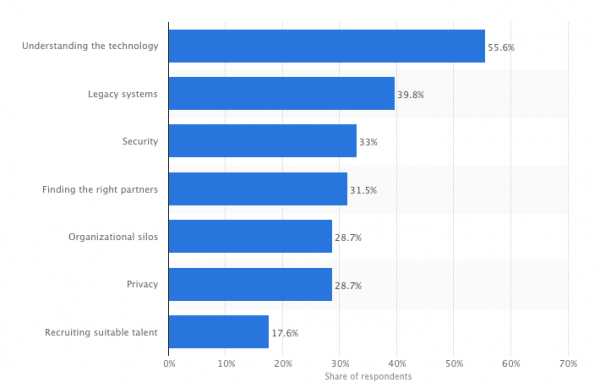 Understanding the technology 55.6%
Legacy systems 39.8%
Security 33%
Finding the right partners 31.5%
Organizational silos 28.7%
Privacy 28.7%
Recruiting suitable talent 17.6%
0% 10% 20% 30% 40% 50% 60% 70%
Share of respondents